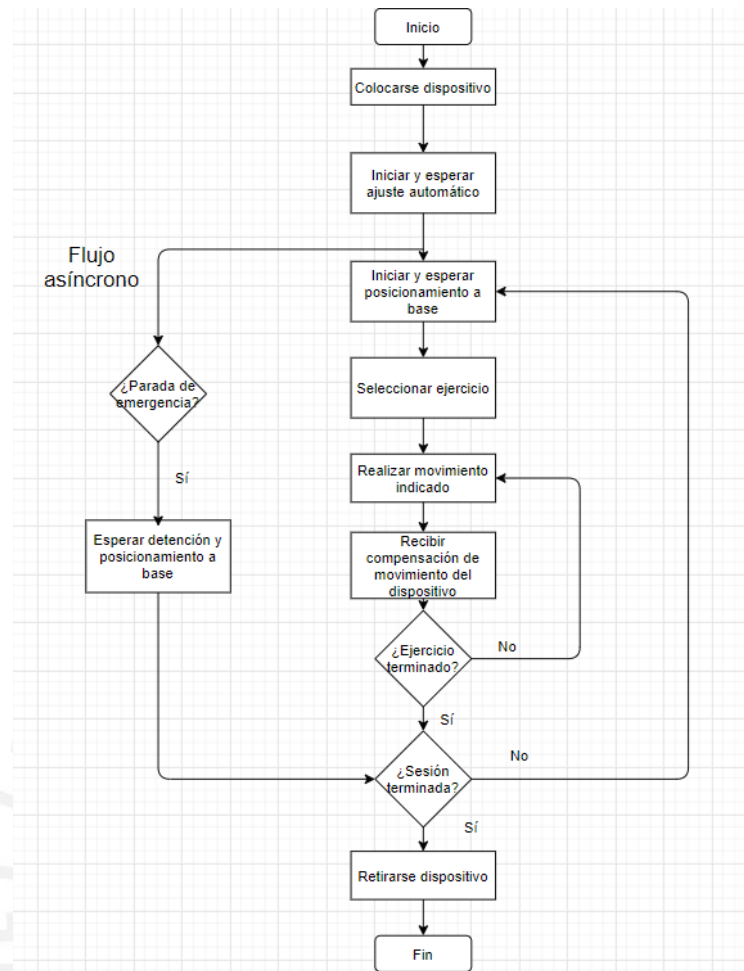 Inicio
Colocarse dispositivo
Iniciar y esperar
ajuste automático
Flujo
asíncrono
Iniciar y esperar
posicionamiento a
base
¿Parada de
emergencia?
Seleccionar ejercicio
Sí
Realizar movimiento
indicado
Esperar detención y
posicionamiento a
base
Recibir
compensación de
movimiento del
dispositivo
¿Ejercicio
terminado?
No
Sí
¿Sesión
terminada?
No
Sí
Retirarse dispositivo
Fin